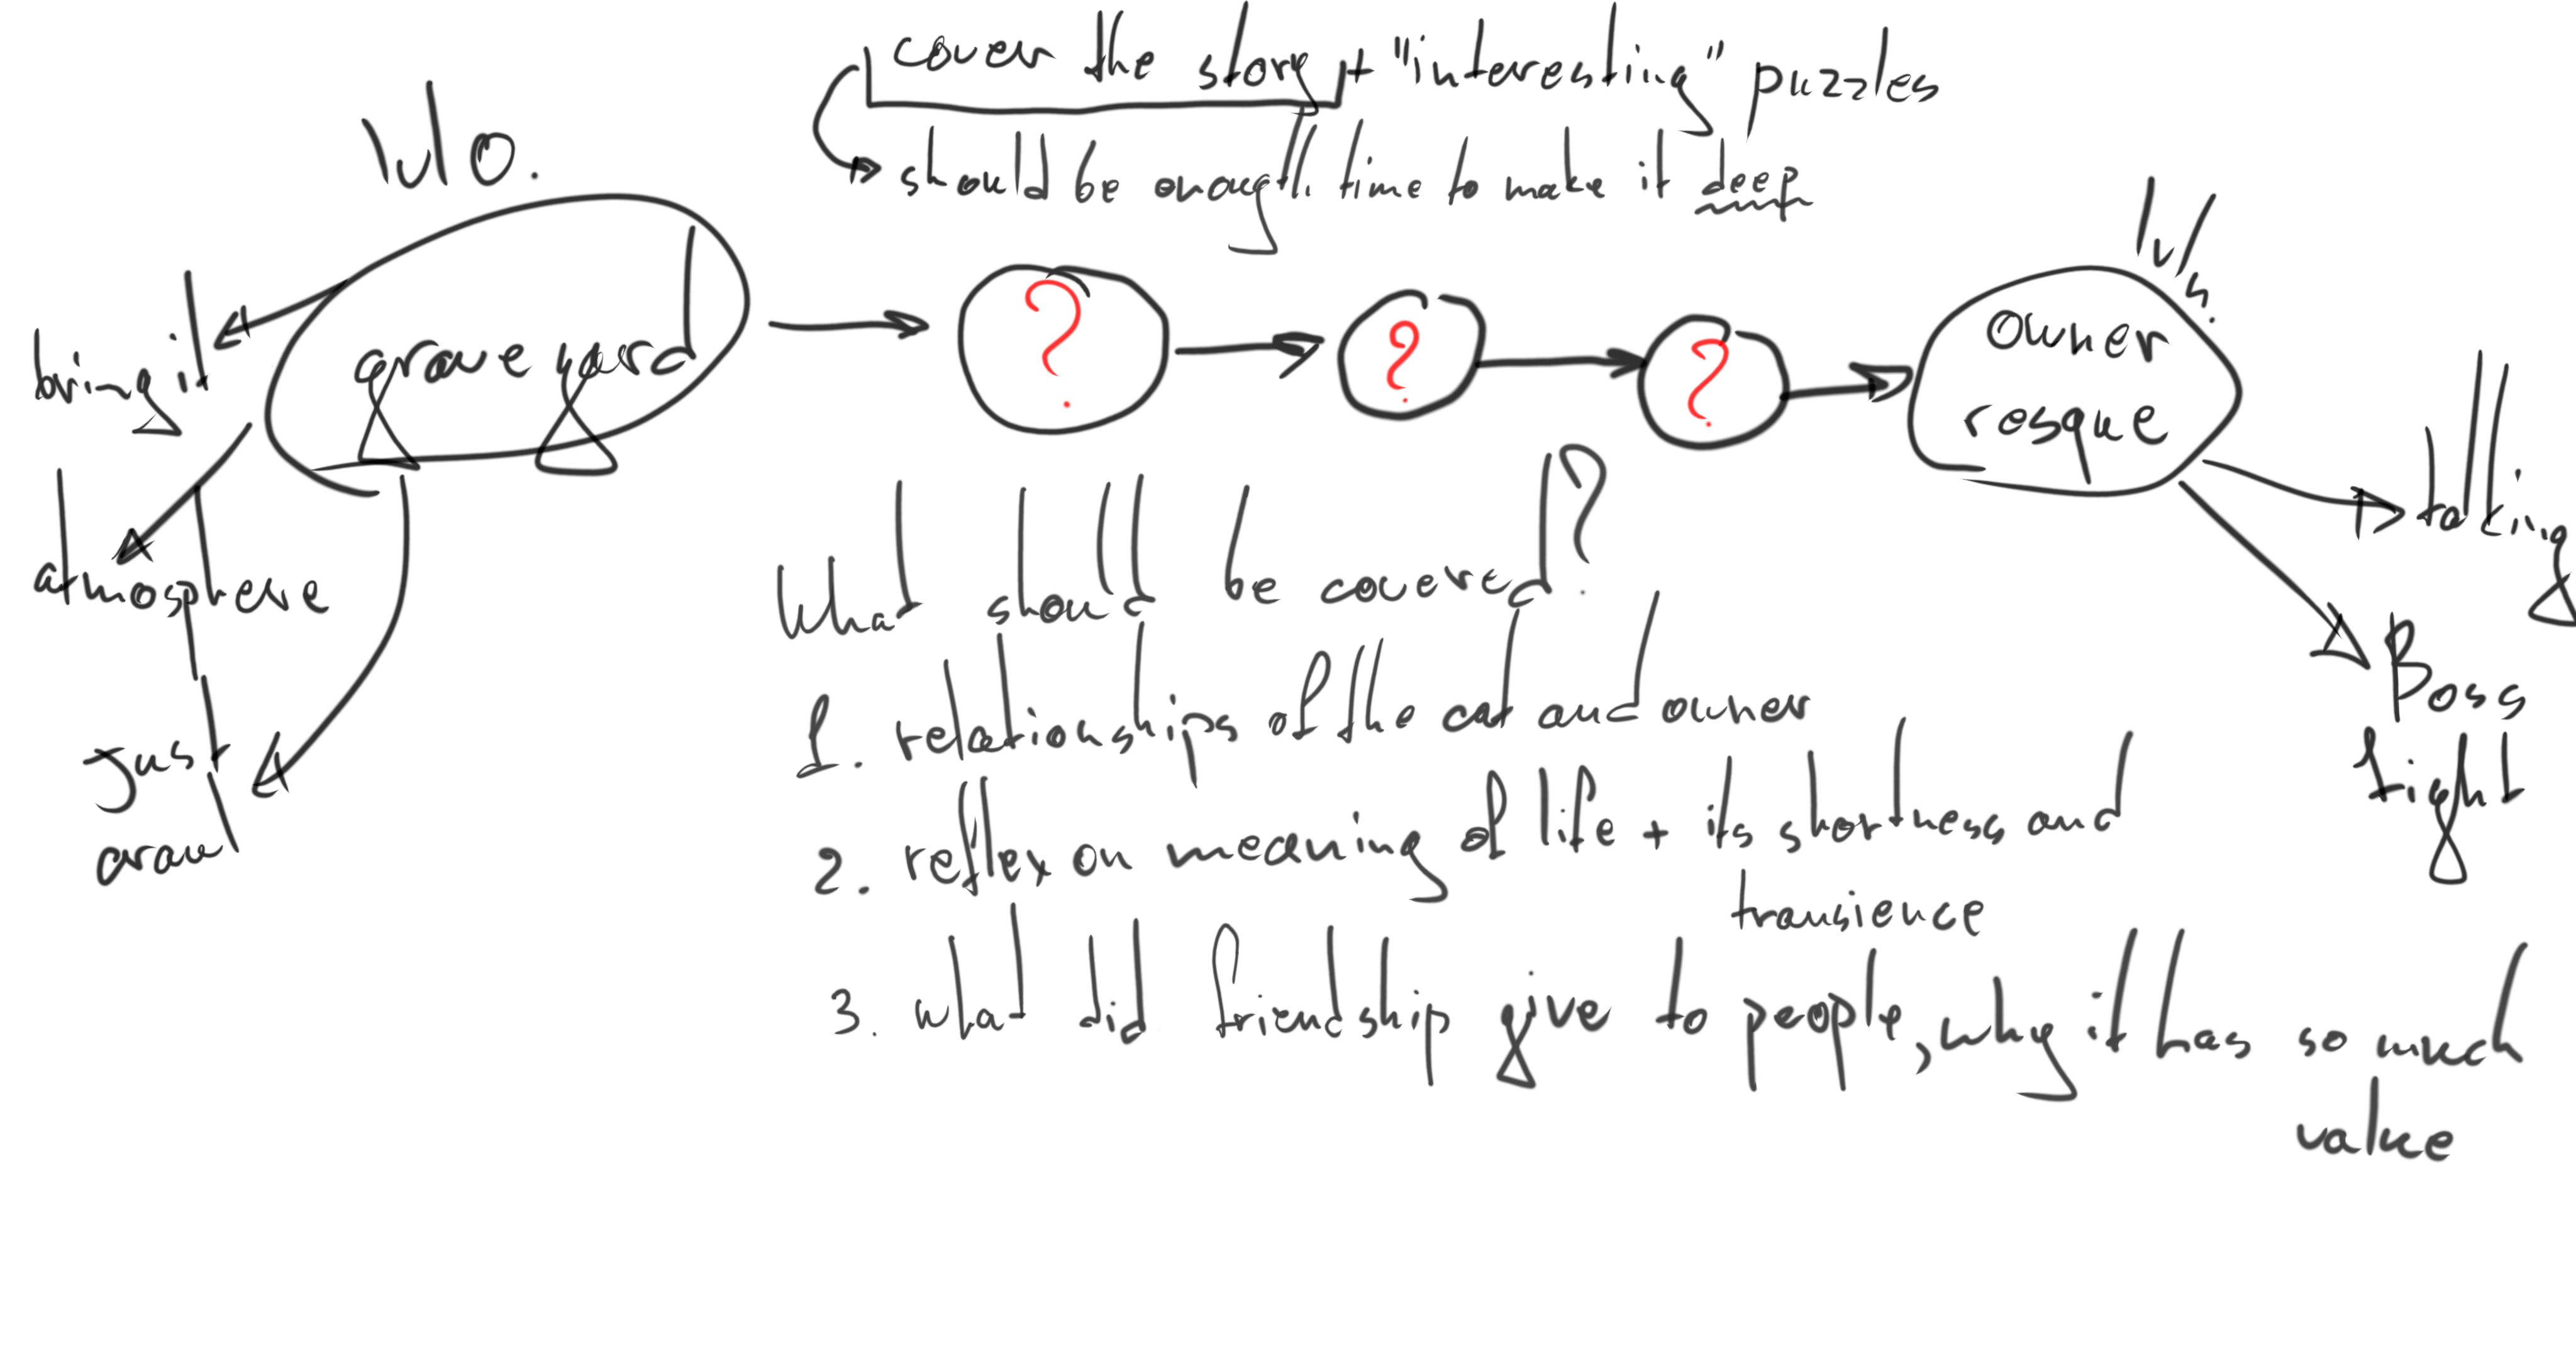 cover the story + "interesting" puzzles
should be enough time to make it deep
lvl 0.
grave yard
bring it
atmosphere
Just
?
?
?
lvl
owner
resque
talking
Boss
fight
What should be covered?
1. relationships of the cat and owner
2. reflex on meaning of life + its shortness and
transience
3. what did friendship give to people, why it has so much
value